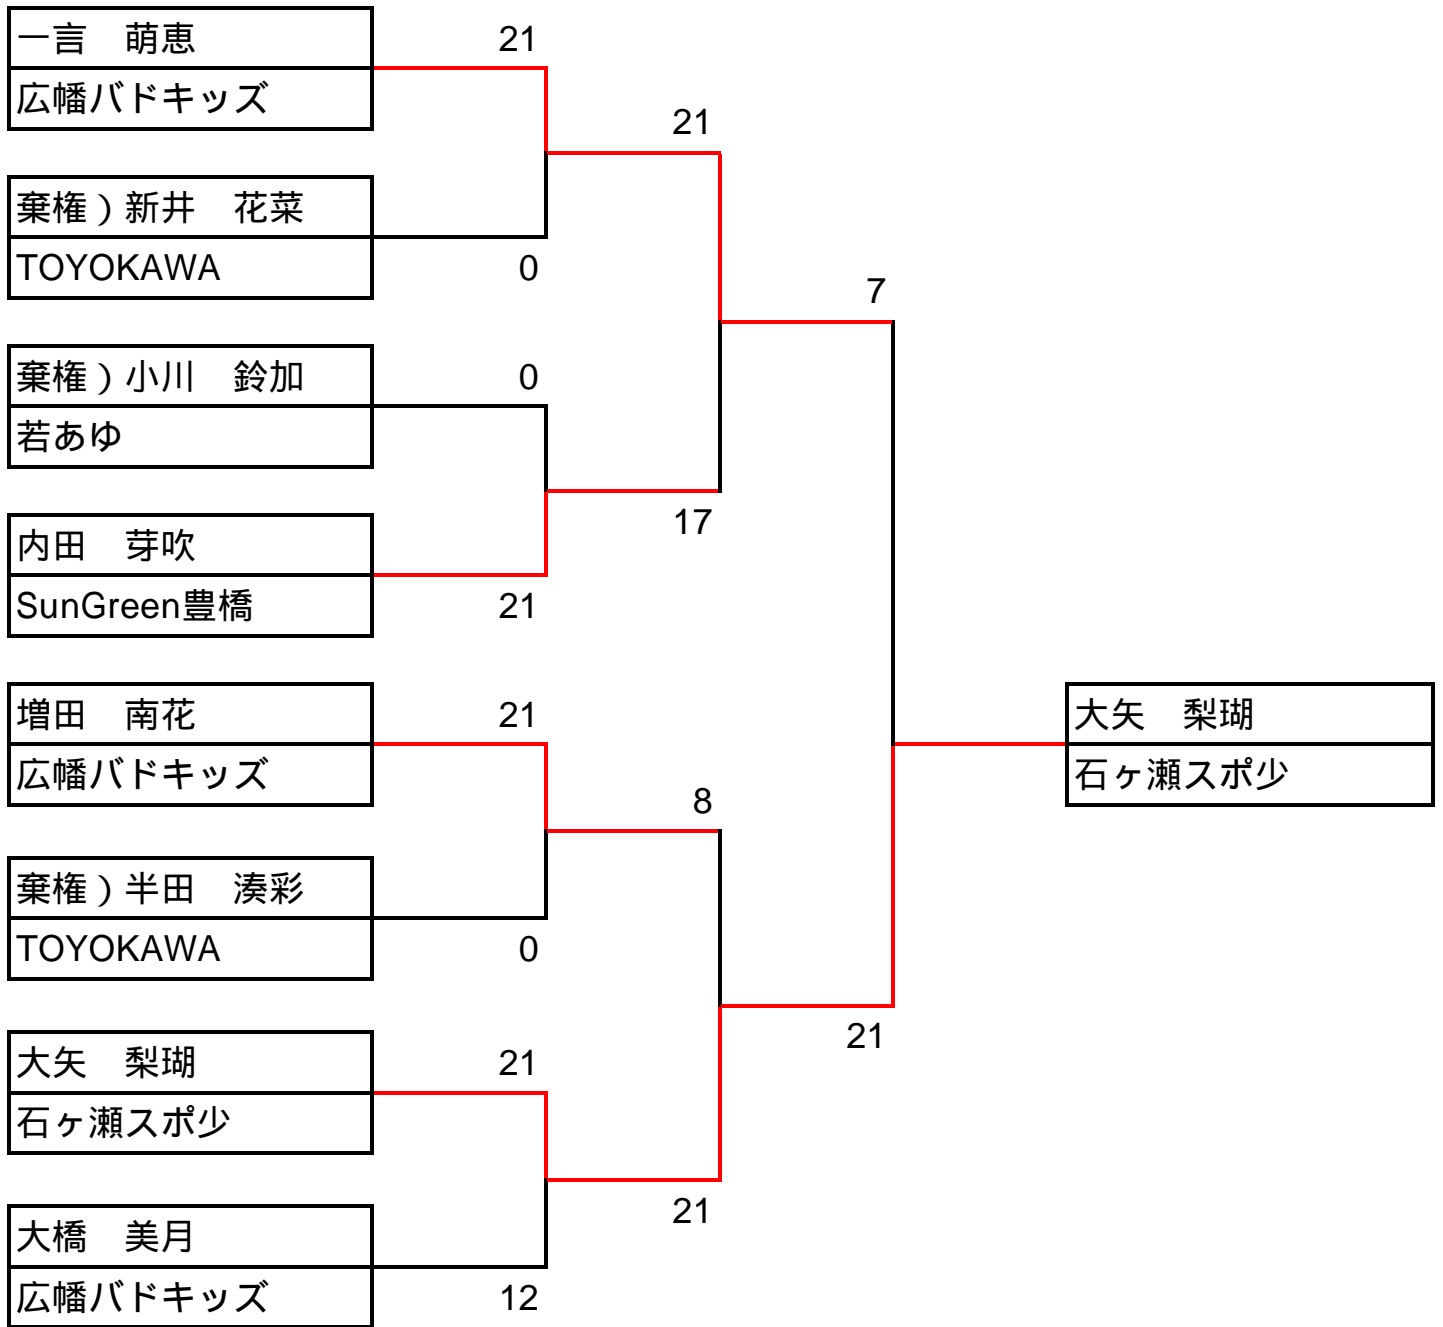 一言　萌恵
21
広幡バドキッズ
21
棄権）新井　花菜
TOYOKAWA
0
7
棄権）小川　鈴加
0
若あゆ
17
内田　芽吹
SunGreen豊橋
21
増田　南花
21
大矢　梨瑚
広幡バドキッズ
石ヶ瀬スポ少
8
棄権）半田　湊彩
TOYOKAWA
0
21
大矢　梨瑚
21
石ヶ瀬スポ少
21
大橋　美月
広幡バドキッズ
12